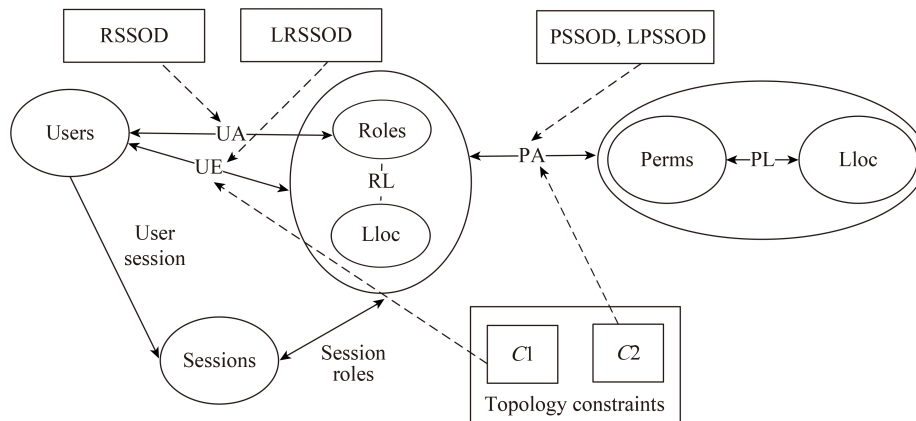 RSSOD
LRSSOD
PSSOD, LPSSOD
Users
UA
Roles
UE
RL
PA
Perms
PL
Lloc
Lloc
User
session
Sessions
Session
roles
C1
C2
Topology constraints